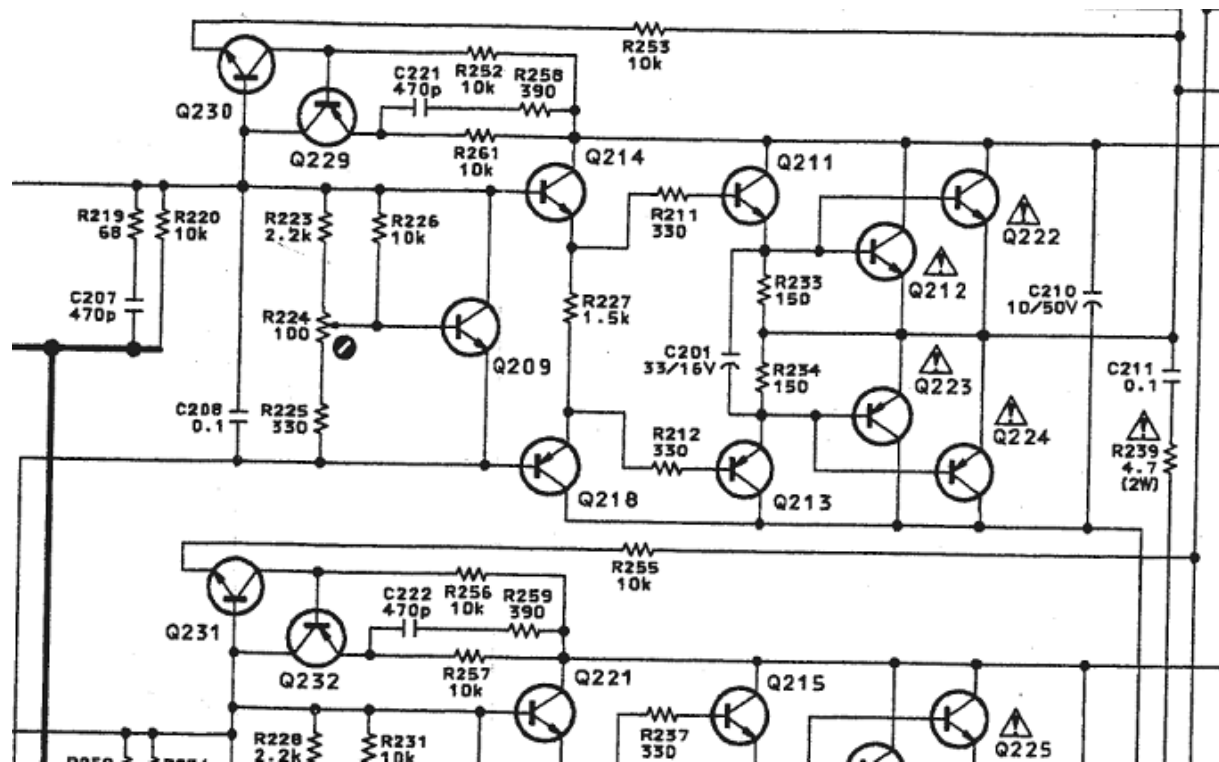 R253
10k
R252
10k
C221
470p
R258
390
Q230
Q229
R261
10k
Q214
Q211
R219
68
R220
10k
R223
2.2k
R226
10k
R211
330
Q222
Q212
C207
470p
R224
100
R227
1.5k
R233
150
C210
10/50V
Q209
C201
33/16V
R234
150
Q223
C211
0.1
C208
0.1
R225
330
R212
330
Q224
R239
4.7
(2W)
Q218
Q213
R255
10k
R256
10k
C222
470p
R259
390
Q231
Q232
R257
10k
Q221
Q215
R228
2.2k
R231
10k
R237
330
Q225